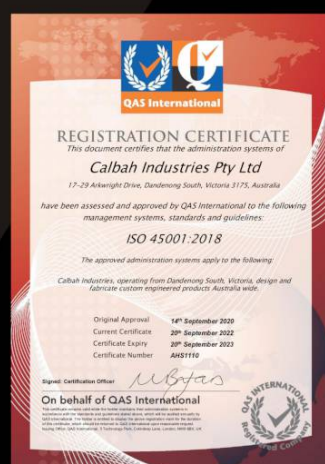 QAS International
REGISTRATION CERTIFICATE
This document certifies that the administration systems of
Calbah Industries Pty Ltd
17-29 Arkwright Drive, Dandenong South, Victoria 3175, Australia
have been assessed and approved by QAS International to the following
management systems, standards and guidelines:
ISO 45001:2018
The approved administration systems apply to the following:
Calbah Industries, operating from Dandenong South, Victoria, design and
fabricate custom engineered products Australia wide.
Original Approval 14th September 2020
Current Certificate 20th September 2022
Certificate Expiry 20th September 2023
Certificate Number AHS1110
Signed: Certification Officer
On behalf of QAS International
QAS INTERNATIONAL
Registered Company